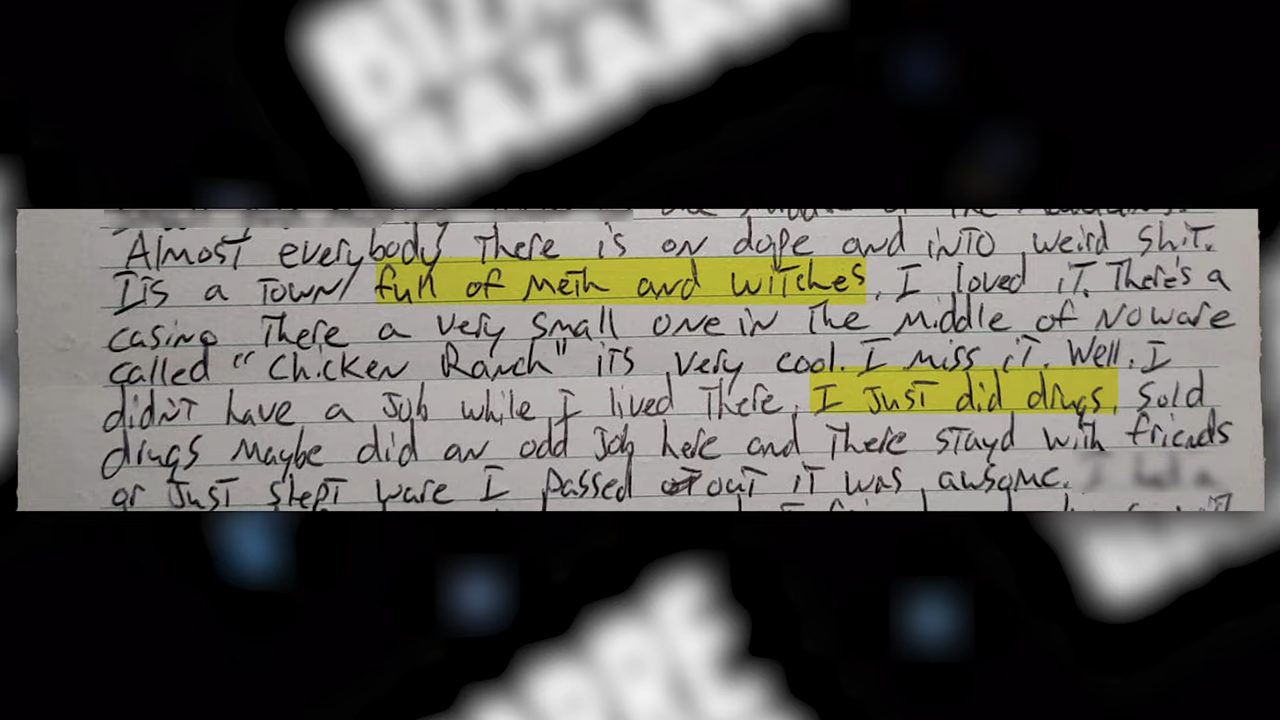 Almost everybody There is on dope and inTO weird shit.
ITS a Town full of Meth and witches. I loved iT. There's a
casino There a very small one in The Middle of Noware
called "Chicken Ranch" iTs very cool. I miss iT. Well. I
didn't have a Job while I lived There. I Just did drugs, sold
drugs Maybe did an odd Job here and There stayd with friends
or Just slept ware I passed out iT was awsome.